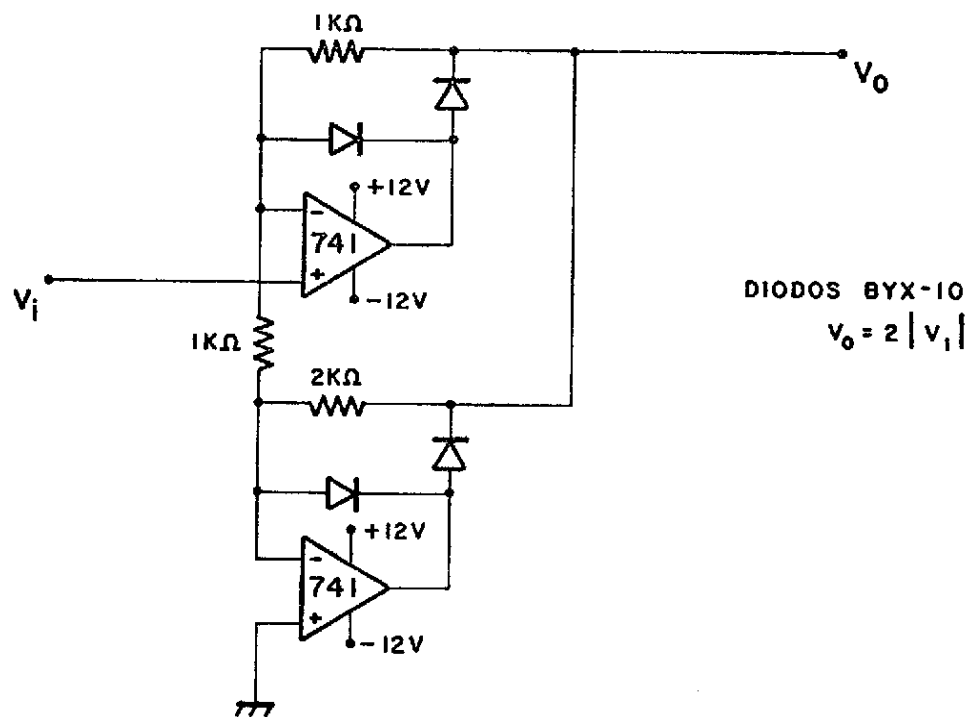 1KΩ
V₀
+12V
-
741
+
Vᵢ
-12V
DIODOS BYX-10
V₀ = 2 |V₁|
1KΩ
2KΩ
+12V
-
741
+
-12V